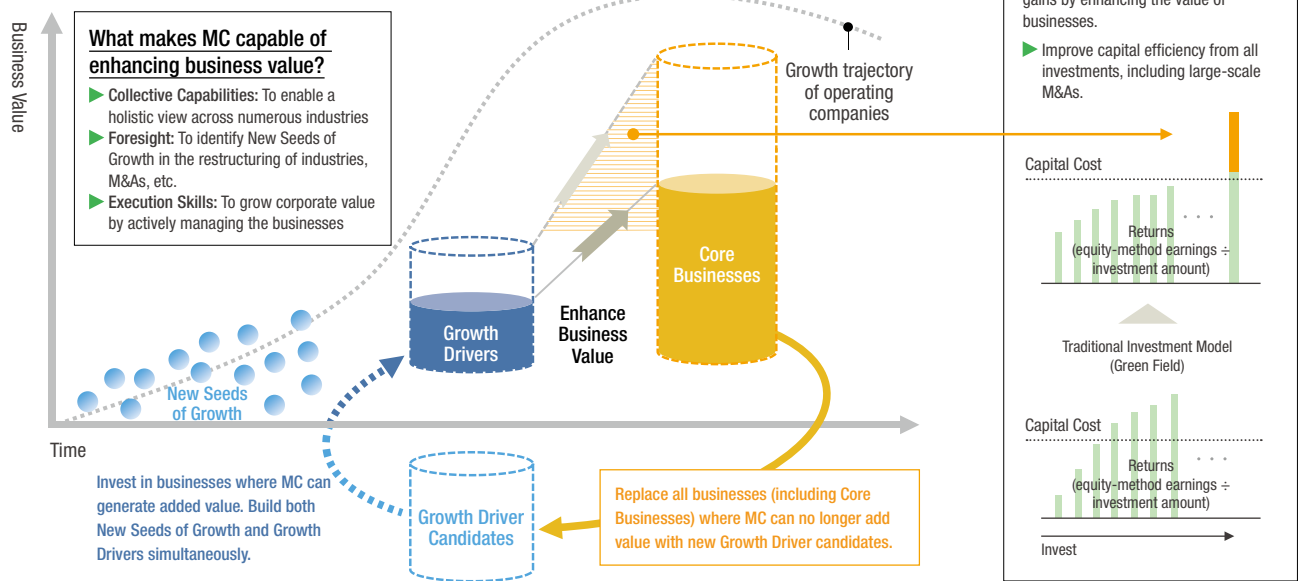 Business Value
What makes MC capable of
enhancing business value?
Collective Capabilities: To enable a
holistic view across numerous industries
Foresight: To identify New Seeds of
Growth in the restructuring of industries,
M&As, etc.
Execution Skills: To grow corporate value
by actively managing the businesses
Growth trajectory
of operating
companies
Core
Businesses
Growth
Drivers
Enhance
Business
Value
New Seeds
of Growth
Time
Invest in businesses where MC can
generate added value. Build both
New Seeds of Growth and Growth
Drivers simultaneously.
Growth Driver
Candidates
Replace all businesses (including Core
Businesses) where MC can no longer add
value with new Growth Driver candidates.
gains by enhancing the value of
businesses.
Improve capital efficiency from all
investments, including large-scale
M&As.
Capital Cost
Returns
(equity-method earnings ÷
investment amount)
Traditional Investment Model
(Green Field)
Capital Cost
Returns
(equity-method earnings ÷
investment amount)
Invest